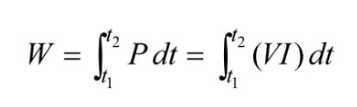 W = ∫_{t₁}^{t₂} P dt = ∫_{t₁}^{t₂} (VI) dt